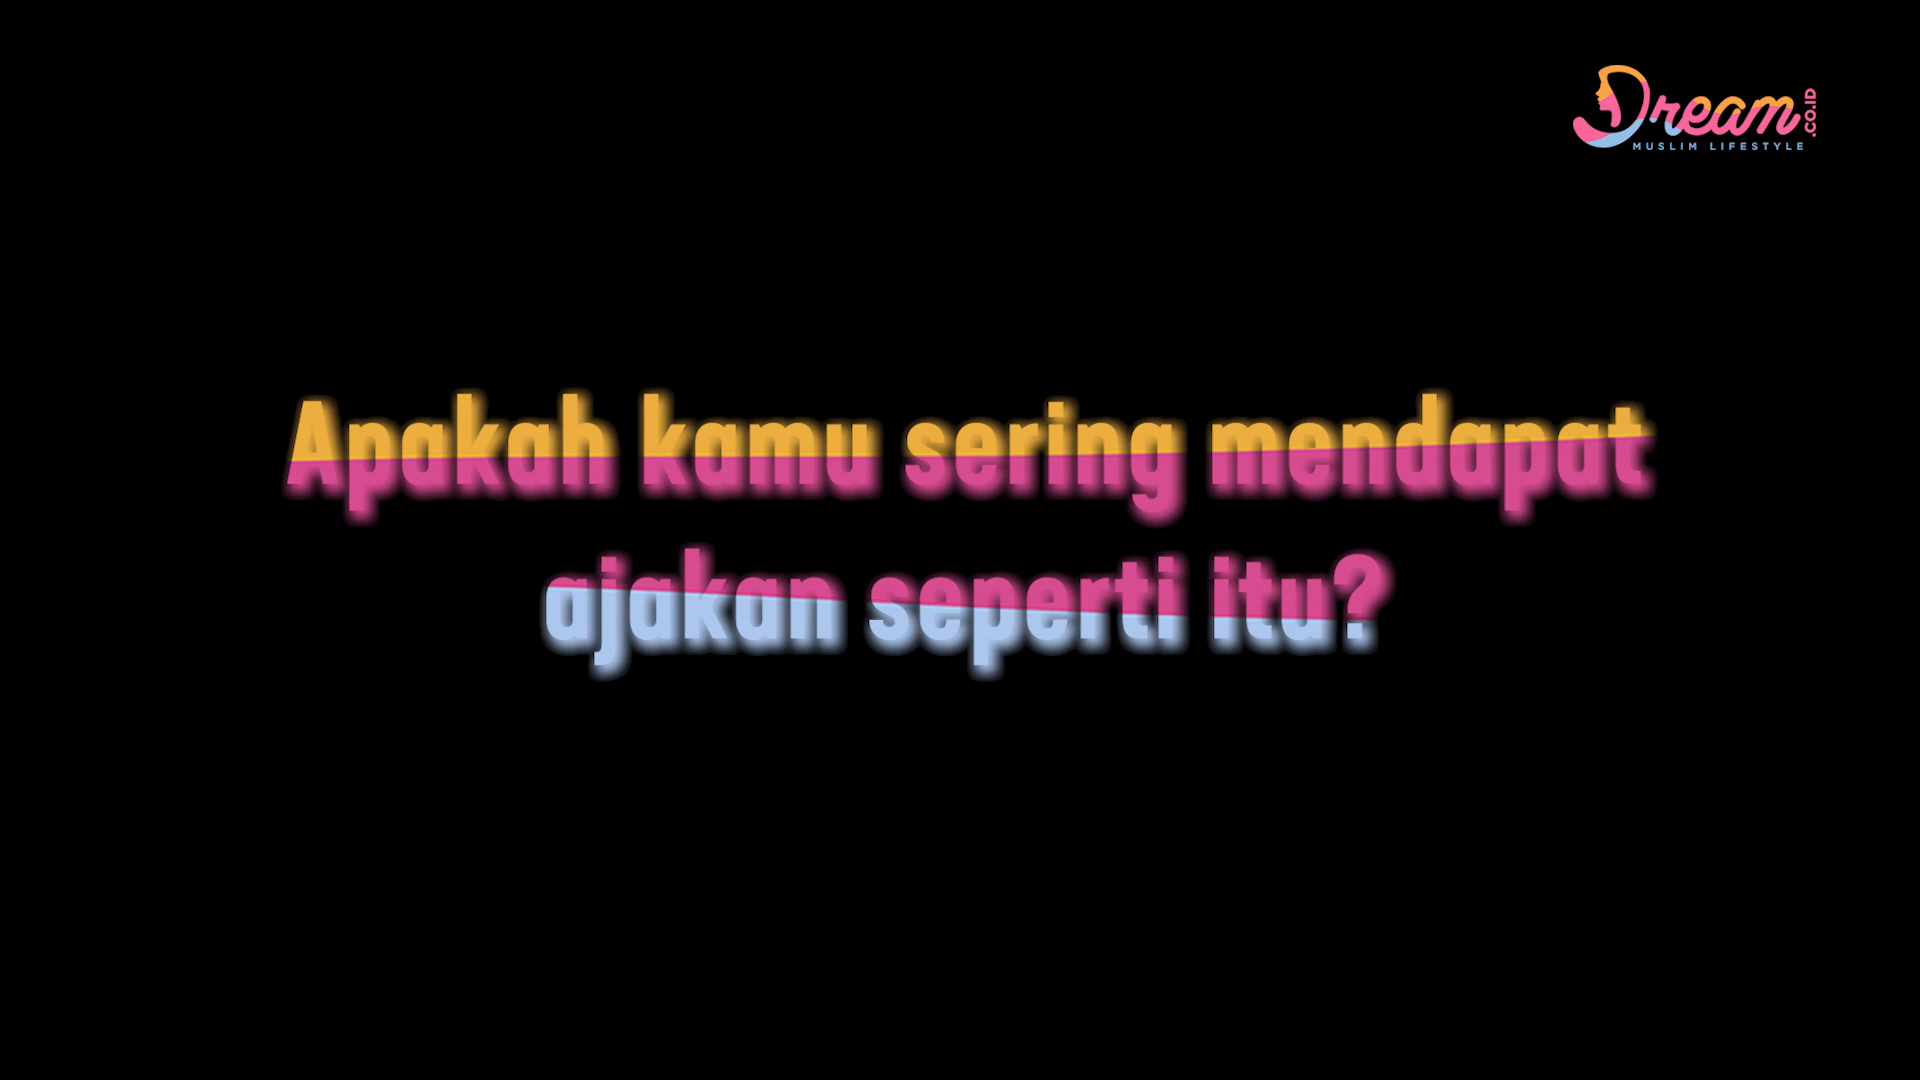 Dream.CO.ID
MUSLIM LIFESTYLE
Apakah kamu sering mendapat
ajakan seperti itu?